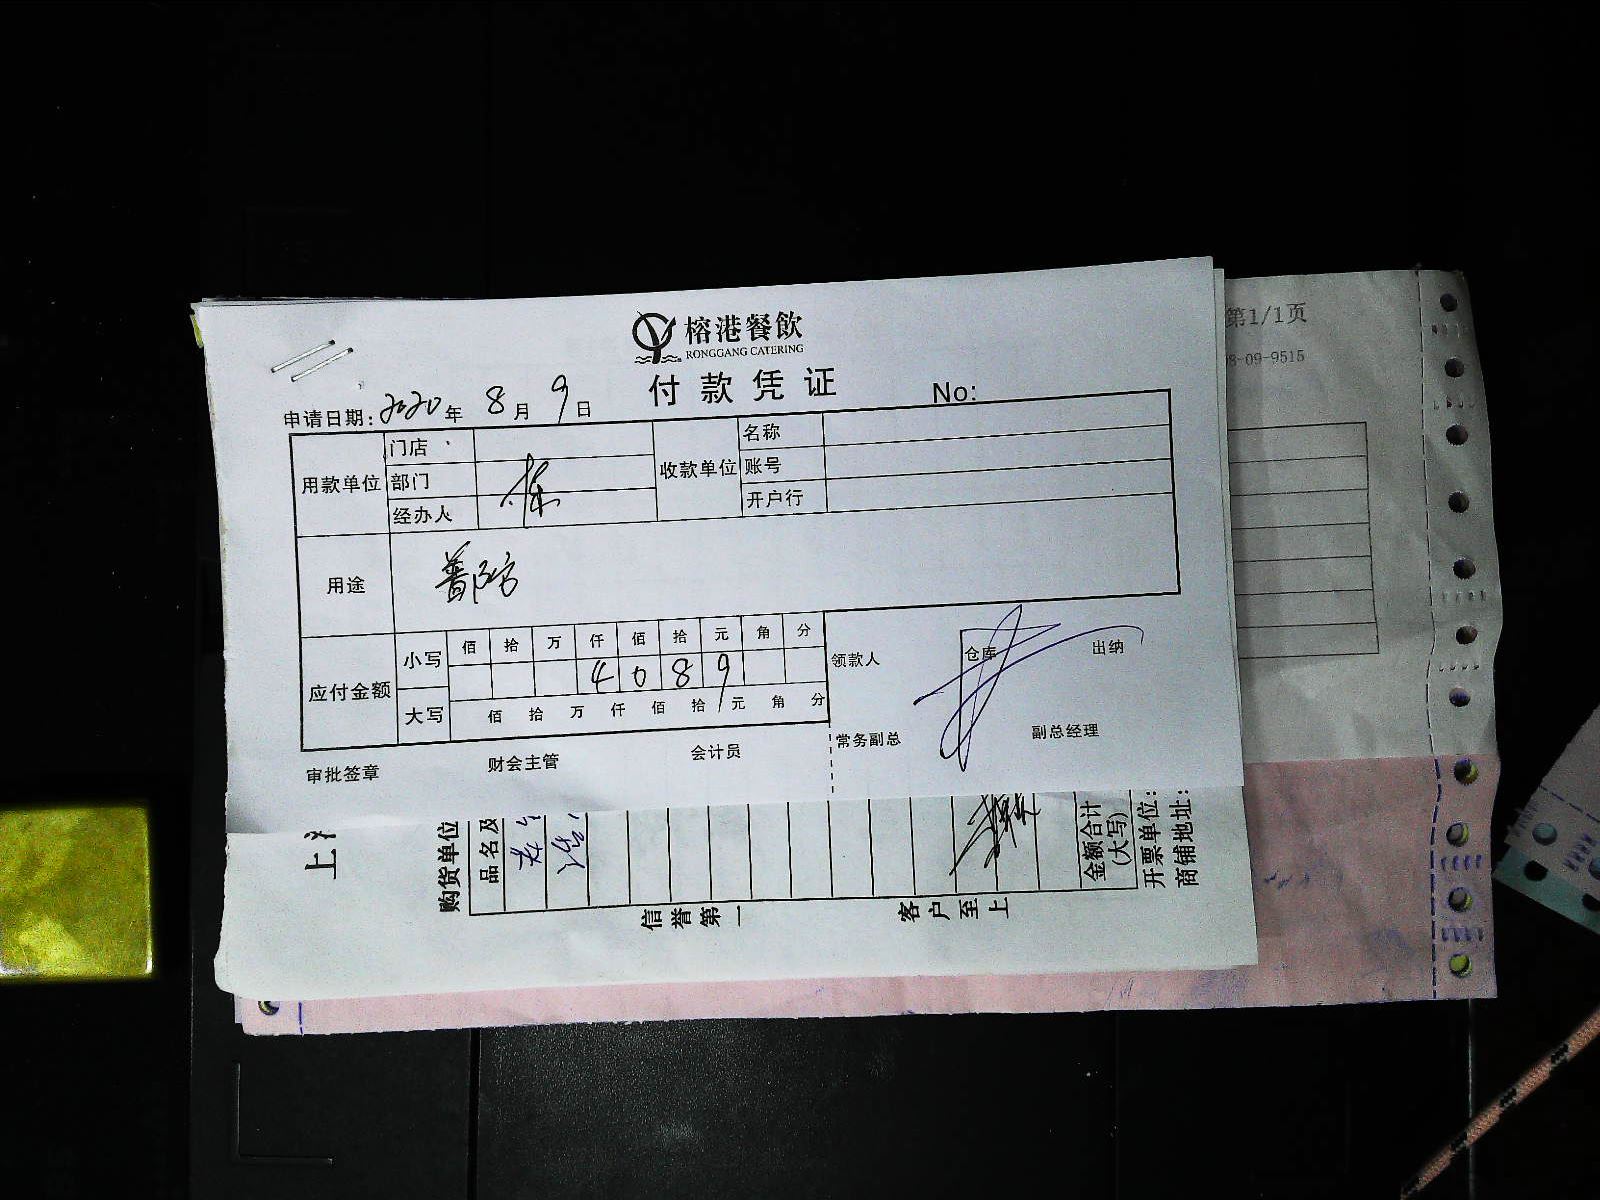 榕港餐飲
RONGGANG CATERING
付款凭证
No:
申请日期: 2020年 8月 9日
用款单位 门店 收款单位 名称
部门 账号
经办人 开户行
用途
应付金额 小写 佰 拾 万 仟 佰 拾 元 角 分
4 0 8 9
大写 佰 拾 万 仟 佰 拾 元 角 分
领款人 仓库 出纳
常务副总 副总经理
审批签章 财会主管 会计员
第1/1页
-09-9515
上
购货单位
品名及
金额合计
(大写)
开票单位:
商铺地址:
信誉第一
客户至上